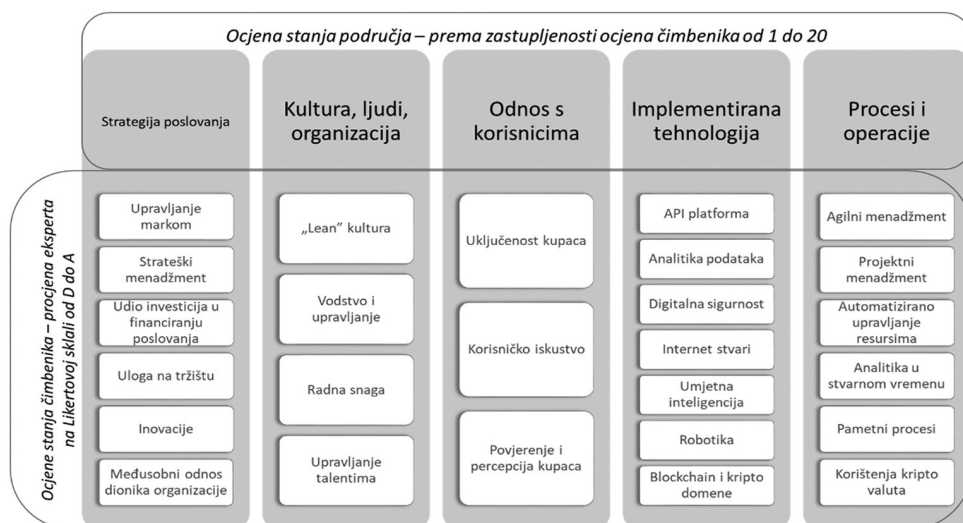 Ocjena stanja područja – prema zastupljenosti ocjena čimbenika od 1 do 20
Strategija poslovanja
Kultura, ljudi,
organizacija
Odnos s
korisnicima
Implementirana
tehnologija
Procesi i
operacije
Ocjene stanja čimbenika – procjena eksperta
na Likertovoj sklali od D do A
Upravljanje
markom
Strateški
menadžment
Udio investicija u
financiranju
poslovanja
Uloga na tržištu
Inovacije
Međusobni odnos
dionika organizacije
„Lean” kultura
Vodstvo i
upravljanje
Radna snaga
Upravljanje
talentima
Uključenost kupaca
Korisničko iskustvo
Povjerenje i
percepcija kupaca
API platforma
Analitika podataka
Digitalna sigurnost
Internet stvari
Umjetna
inteligencija
Robotika
Blockchain i kripto
domene
Agilni menadžment
Projektni
menadžment
Automatizirano
upravljanje
resursima
Analitika u
stvarnom vremenu
Pametni procesi
Korištenja kripto
valuta